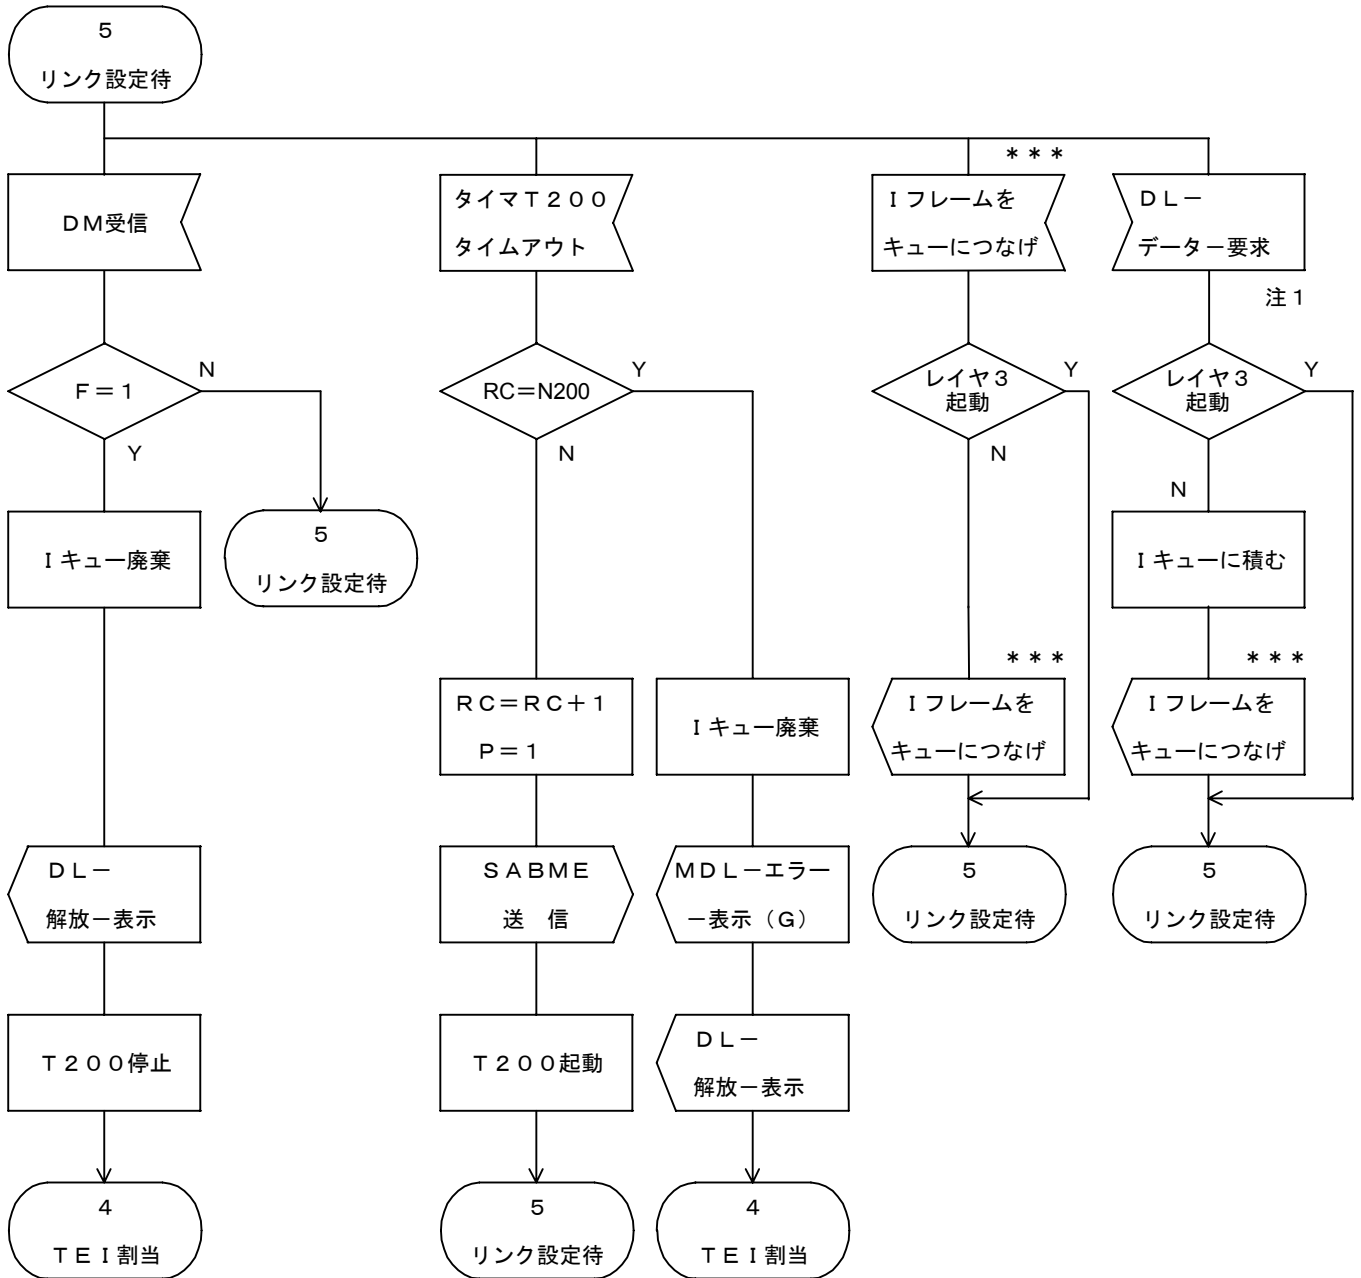 5
リンク設定待
＊＊＊
DM受信
タイマT200
タイムアウト
Iフレームを
キューにつなげ
DL－
データ－要求
注1
F＝1
N
Y
RC=N200
Y
N
レイヤ3
起動
Y
N
レイヤ3
起動
Y
N
Iキュー廃棄
5
リンク設定待
Iキューに積む
＊＊＊
＊＊＊
RC＝RC＋1
P＝1
Iキュー廃棄
Iフレームを
キューにつなげ
Iフレームを
キューにつなげ
DL－
解放－表示
SABME
送　信
MDL－エラー
－表示（G）
5
リンク設定待
5
リンク設定待
T200停止
T200起動
DL－
解放－表示
4
TEI割当
5
リンク設定待
4
TEI割当